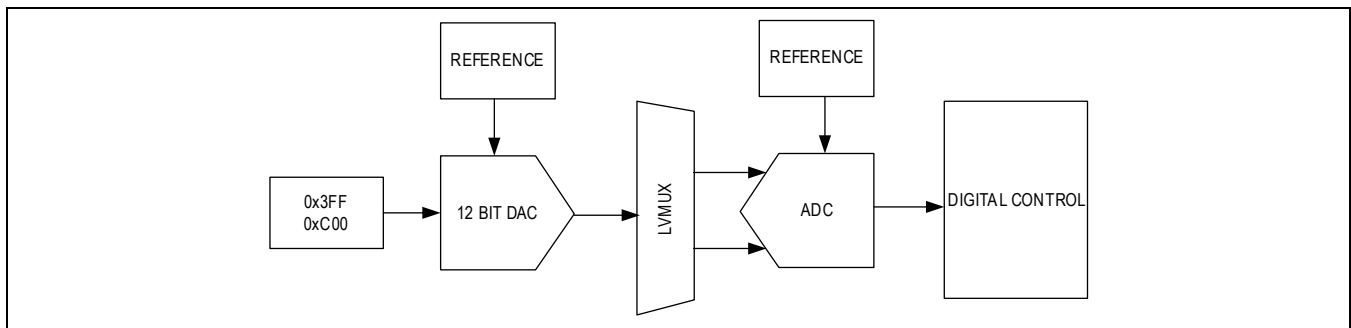 REFERENCE
REFERENCE
0x3FF
0xC00
12 BIT DAC
LVMUX
ADC
DIGITAL CONTROL